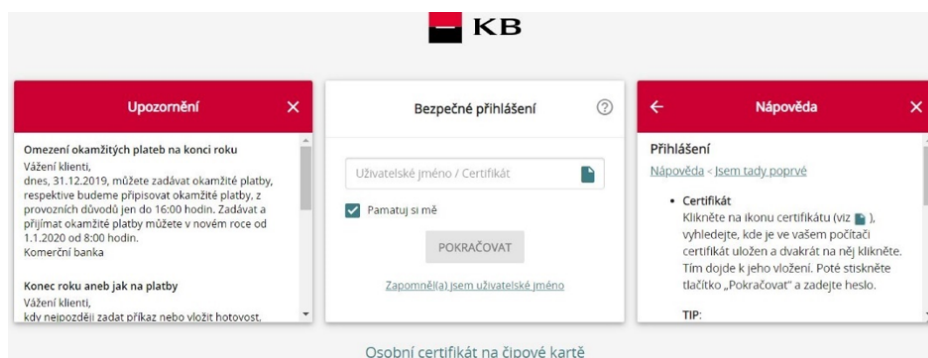 KB
Upozornění
Omezení okamžitých plateb na konci roku
Vážení klienti,
dnes, 31.12.2019, můžete zadávat okamžité platby,
respektive budeme připisovat okamžité platby, z
provozních důvodů jen do 16:00 hodin. Zadávat a
přijímat okamžité platby můžete v novém roce od
1.1.2020 od 8:00 hodin.
Komerční banka
Konec roku aneb jak na platby
Vážení klienti,
kdy nejpozději zadat příkaz nebo vložit hotovost,
Bezpečné přihlášení
Uživatelské jméno / Certifikát
Pamatuj si mě
POKRAČOVAT
Zapomněl(a) jsem uživatelské jméno
Nápověda
Přihlášení
Nápověda < Jsem tady poprvé
• Certifikát
Klikněte na ikonu certifikátu (viz ),
vyhledejte, kde je ve vašem počítači
certifikát uložen a dvakrát na něj klikněte.
Tím dojde k jeho vložení. Poté stiskněte
tlačítko „Pokračovat" a zadejte heslo.
TIP:
Osobní certifikát na čipové kartě